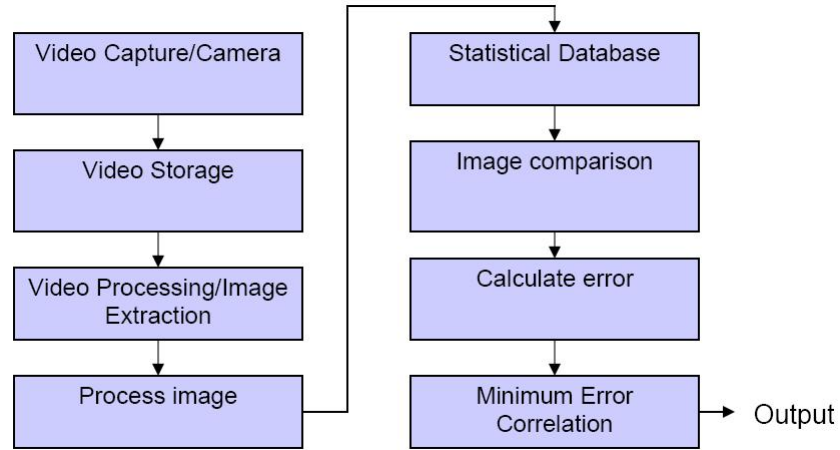 Video Capture/Camera
Video Storage
Video Processing/Image
Extraction
Process image
Statistical Database
Image comparison
Calculate error
Minimum Error
Correlation
Output